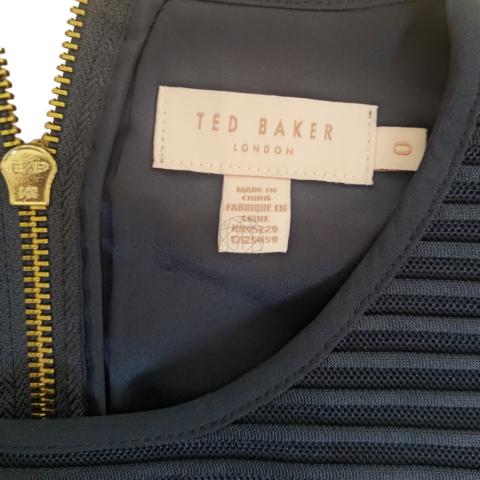 TED BAKER
LONDON
0
MADE IN
CHINA
FABRIQUE EN
CHINE